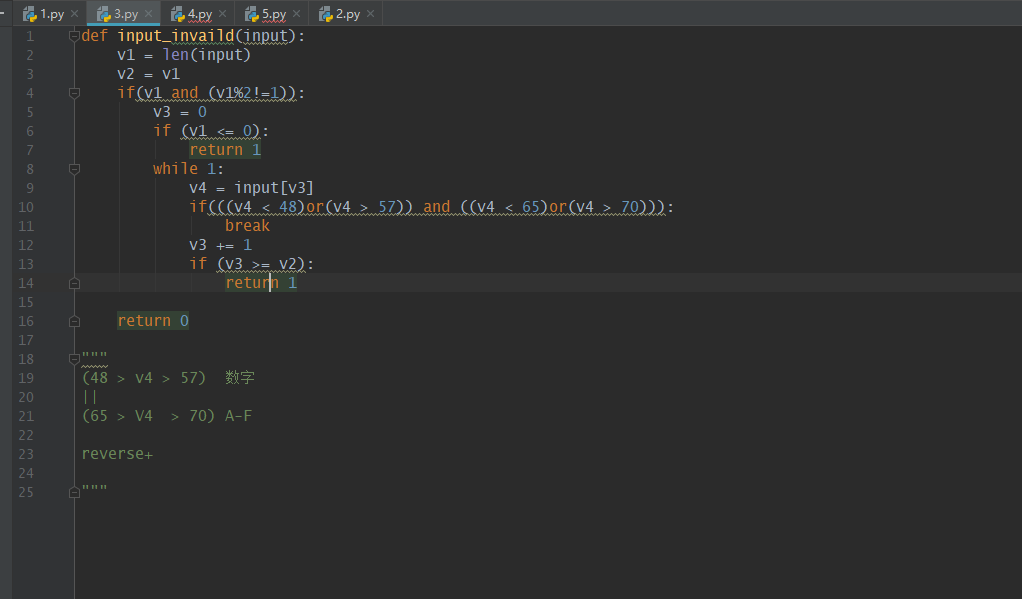 1.py × 3.py × 4.py × 5.py × 2.py ×
1 def input_invaild(input):
2     v1 = len(input)
3     v2 = v1
4     if(v1 and (v1%2!=1)):
5         v3 = 0
6         if (v1 <= 0):
7             return 1
8         while 1:
9             v4 = input[v3]
10             if(((v4 < 48)or(v4 > 57)) and ((v4 < 65)or(v4 > 70))):
11                 break
12             v3 += 1
13             if (v3 >= v2):
14                 return 1
15
16     return 0
17
18 """
19 (48 > v4 > 57)  数字
20 ||
21 (65 > V4  > 70) A-F
22
23 reverse+
24
25 """